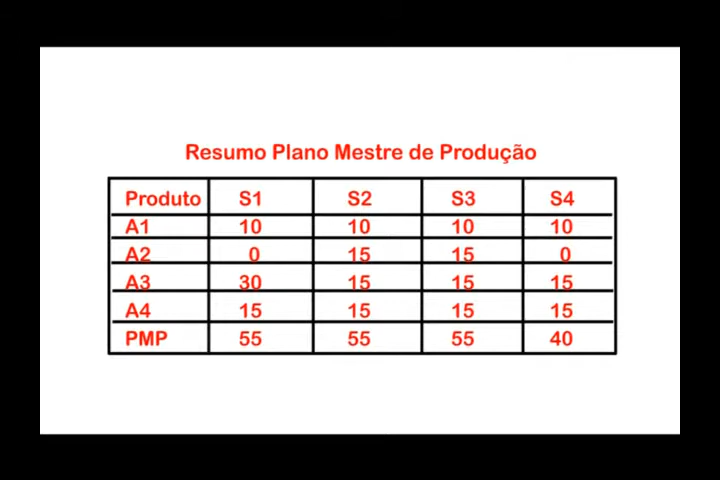 Resumo Plano Mestre de Produção
Produto S1 S2 S3 S4
A1 10 10 10 10
A2 0 15 15 0
A3 30 15 15 15
A4 15 15 15 15
PMP 55 55 55 40